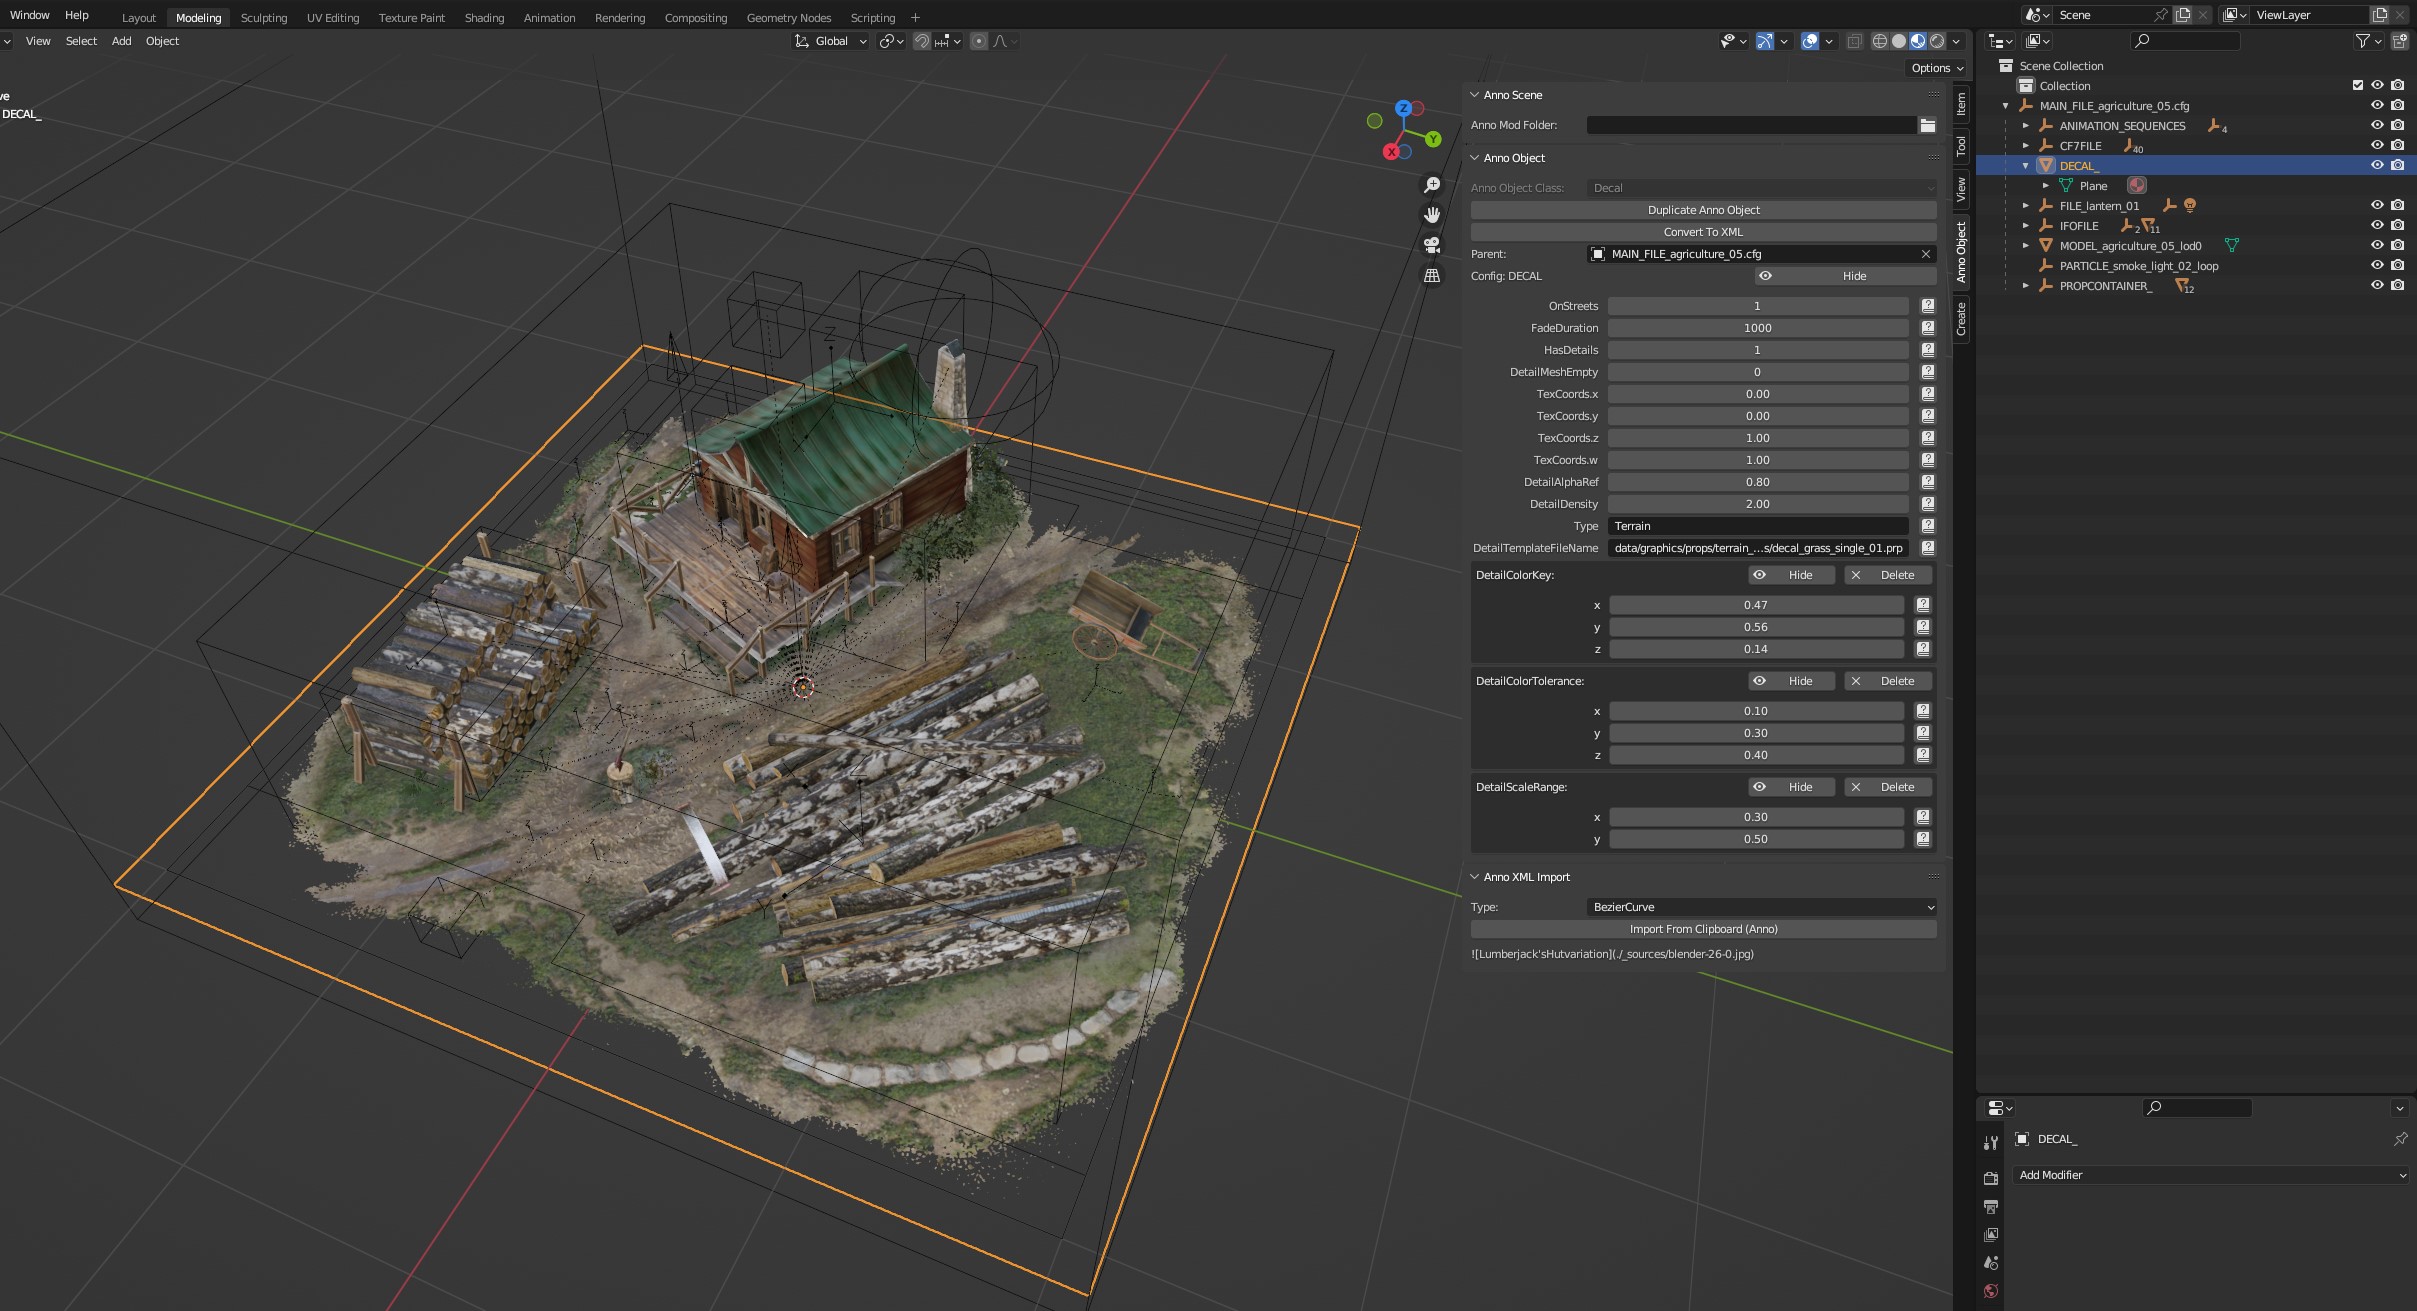 Window Help Layout Modeling Sculpting UV Editing Texture Paint Shading Animation Rendering Compositing Geometry Nodes Scripting + Scene ViewLayer
View Select Add Object Global
Options
ve
DECAL_
Z
Y
X
Anno Scene
Anno Mod Folder:
Anno Object
Anno Object Class: Decal
Duplicate Anno Object
Convert To XML
Parent: MAIN_FILE_agriculture_05.cfg
Config: DECAL Hide
OnStreets 1
FadeDuration 1000
HasDetails 1
DetailMeshEmpty 0
TexCoords.x 0.00
TexCoords.y 0.00
TexCoords.z 1.00
TexCoords.w 1.00
DetailAlphaRef 0.80
DetailDensity 2.00
Type Terrain
DetailTemplateFileName data/graphics/props/terrain_...s/decal_grass_single_01.prp
DetailColorKey: Hide Delete
x 0.47
y 0.56
z 0.14
DetailColorTolerance: Hide Delete
x 0.10
y 0.30
z 0.40
DetailScaleRange: Hide Delete
x 0.30
y 0.50
Anno XML Import
Type: BezierCurve
Import From Clipboard (Anno)
![Lumberjack'sHutvariation](./_sources/blender-26-0.jpg)
Item
Tool
View
Anno Object
Create
Scene Collection
Collection
MAIN_FILE_agriculture_05.cfg
ANIMATION_SEQUENCES 4
CF7FILE 40
DECAL_
Plane
FILE_lantern_01
IFOFILE 2 11
MODEL_agriculture_05_lod0
PARTICLE_smoke_light_02_loop
PROPCONTAINER_ 12
DECAL_
Add Modifier